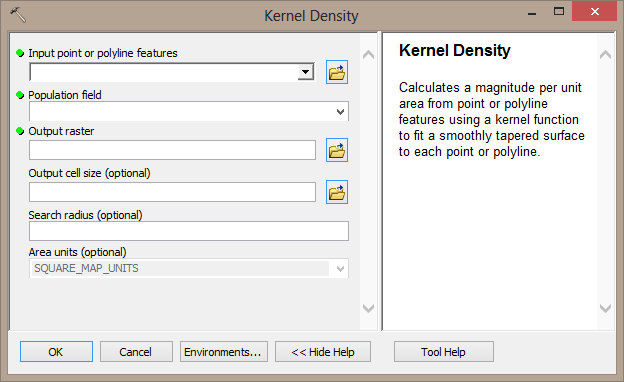 Kernel Density
Input point or polyline features
Population field
Output raster
Output cell size (optional)
Search radius (optional)
Area units (optional)
SQUARE_MAP_UNITS
Kernel Density
Calculates a magnitude per unit
area from point or polyline
features using a kernel function
to fit a smoothly tapered surface
to each point or polyline.
OK
Cancel
Environments...
<< Hide Help
Tool Help